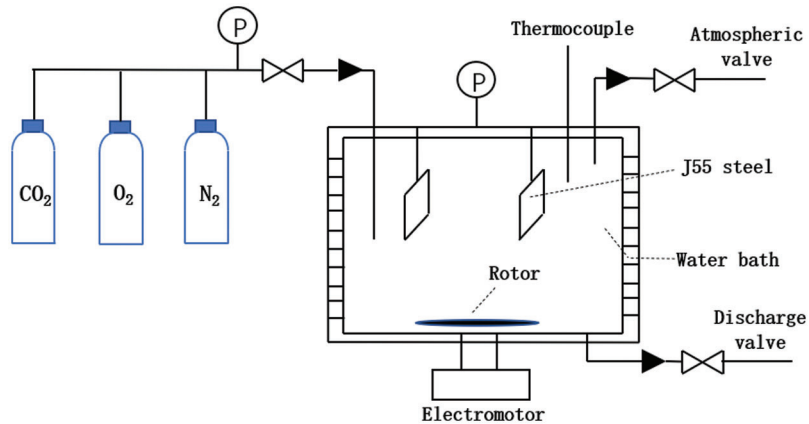 P
Thermocouple
Atmospheric
valve
P
CO₂
O₂
N₂
J55 steel
Water bath
Rotor
Discharge
valve
Electromotor